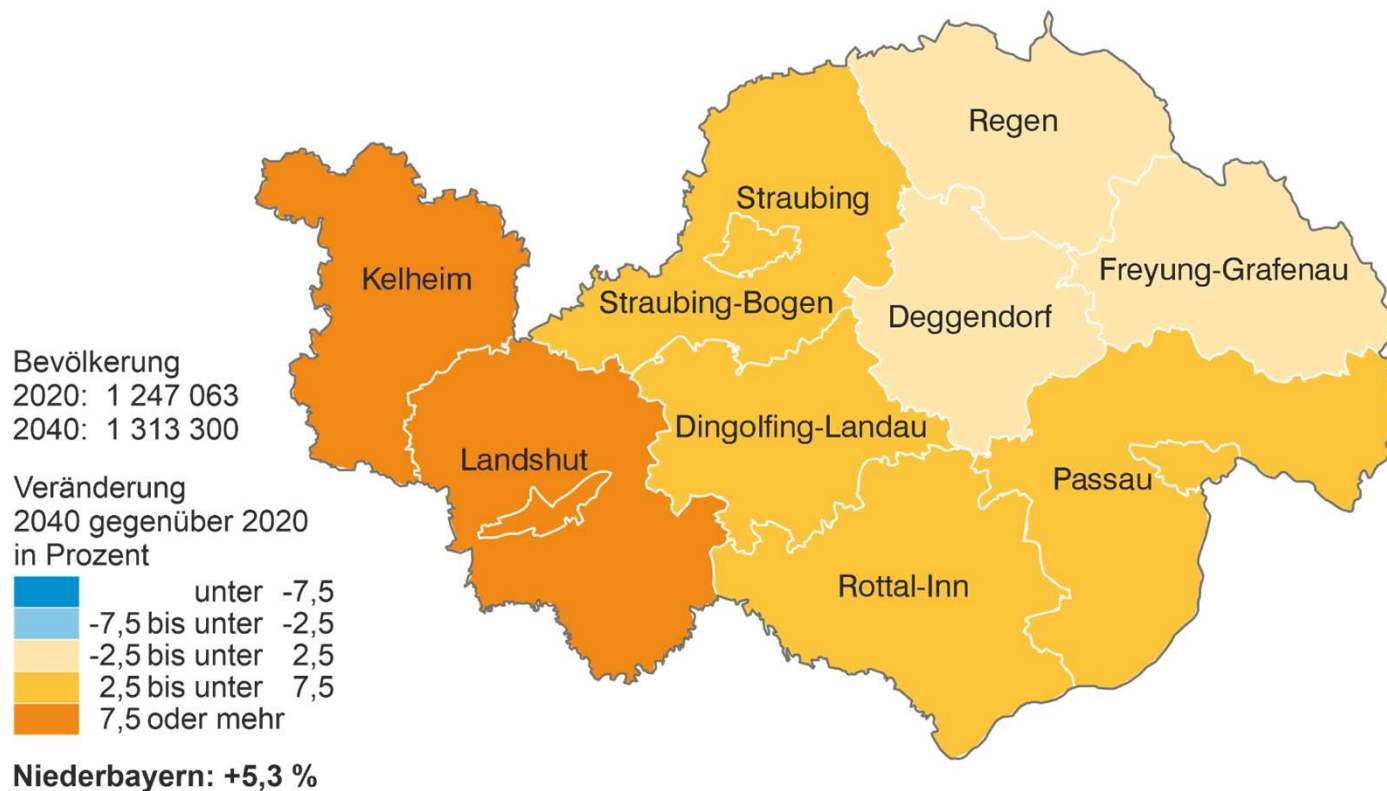 Regen
Straubing
Kelheim
Freyung-Grafenau
Straubing-Bogen
Deggendorf
Bevölkerung
2020: 1 247 063
2040: 1 313 300
Dingolfing-Landau
Landshut
Passau
Veränderung
2040 gegenüber 2020
in Prozent
Rottal-Inn
unter -7,5
-7,5 bis unter -2,5
-2,5 bis unter 2,5
2,5 bis unter 7,5
7,5 oder mehr
Niederbayern: +5,3 %